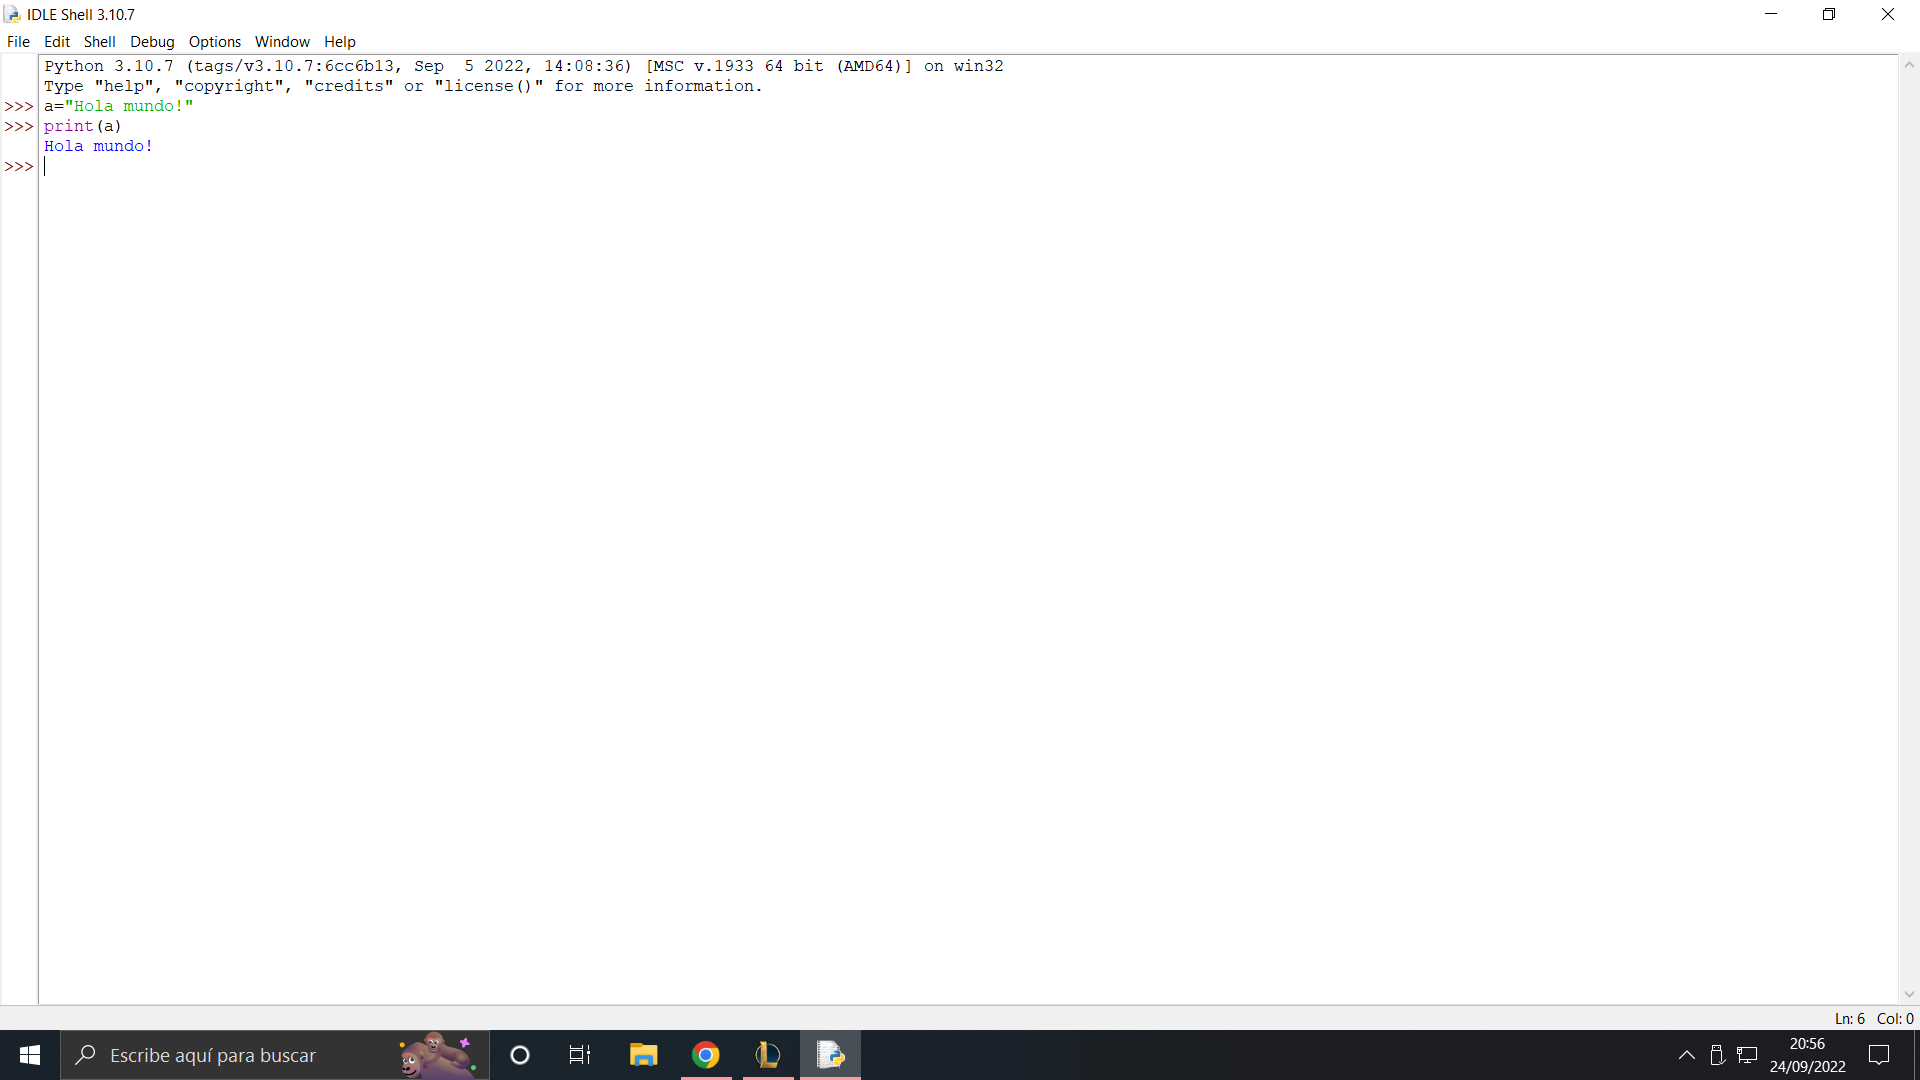 IDLE Shell 3.10.7
File Edit Shell Debug Options Window Help
Python 3.10.7 (tags/v3.10.7:6cc6b13, Sep  5 2022, 14:08:36) [MSC v.1933 64 bit (AMD64)] on win32
Type "help", "copyright", "credits" or "license()" for more information.
>>> a="Hola mundo!"
>>> print(a)
Hola mundo!
>>>
Ln: 6 Col: 0
Escribe aquí para buscar
20:56
24/09/2022